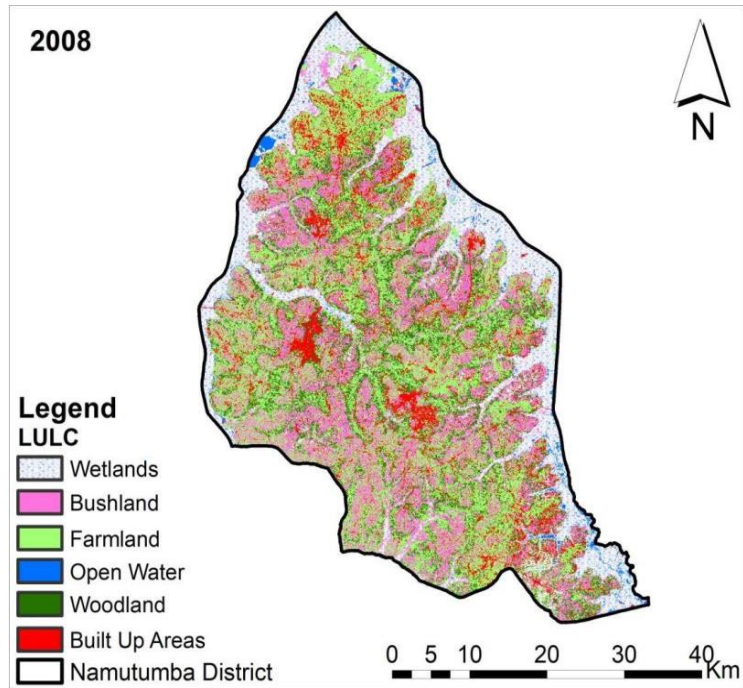 2008
N
Legend
LULC
Wetlands
Bushland
Farmland
Open Water
Woodland
Built Up Areas
Namutumba District
0 5 10 20 30 40
Km